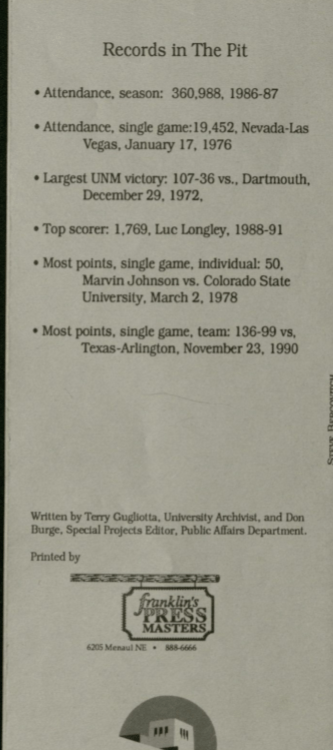 Records in The Pit
• Attendance, season: 360,988, 1986-87
• Attendance, single game:19,452, Nevada-Las
Vegas, January 17, 1976
• Largest UNM victory: 107-36 vs., Dartmouth,
December 29, 1972,
• Top scorer: 1,769, Luc Longley, 1988-91
• Most points, single game, individual: 50,
Marvin Johnson vs. Colorado State
University, March 2, 1978
• Most points, single game, team: 136-99 vs,
Texas-Arlington, November 23, 1990
Written by Terry Gugliotta, University Archivist, and Don
Burge, Special Projects Editor, Public Affairs Department.
Printed by
franklin's
PRESS
MASTERS
6205 Menaul NE • 888-6666